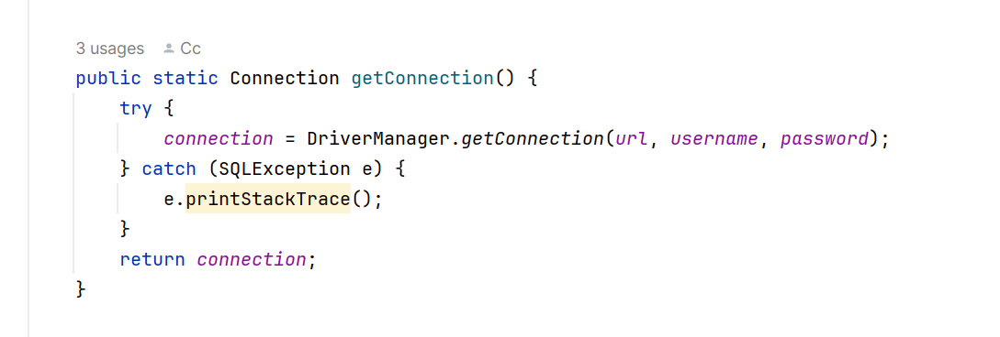 3 usages Cc
public static Connection getConnection() {
    try {
        connection = DriverManager.getConnection(url, username, password);
    } catch (SQLException e) {
        e.printStackTrace();
    }
    return connection;
}